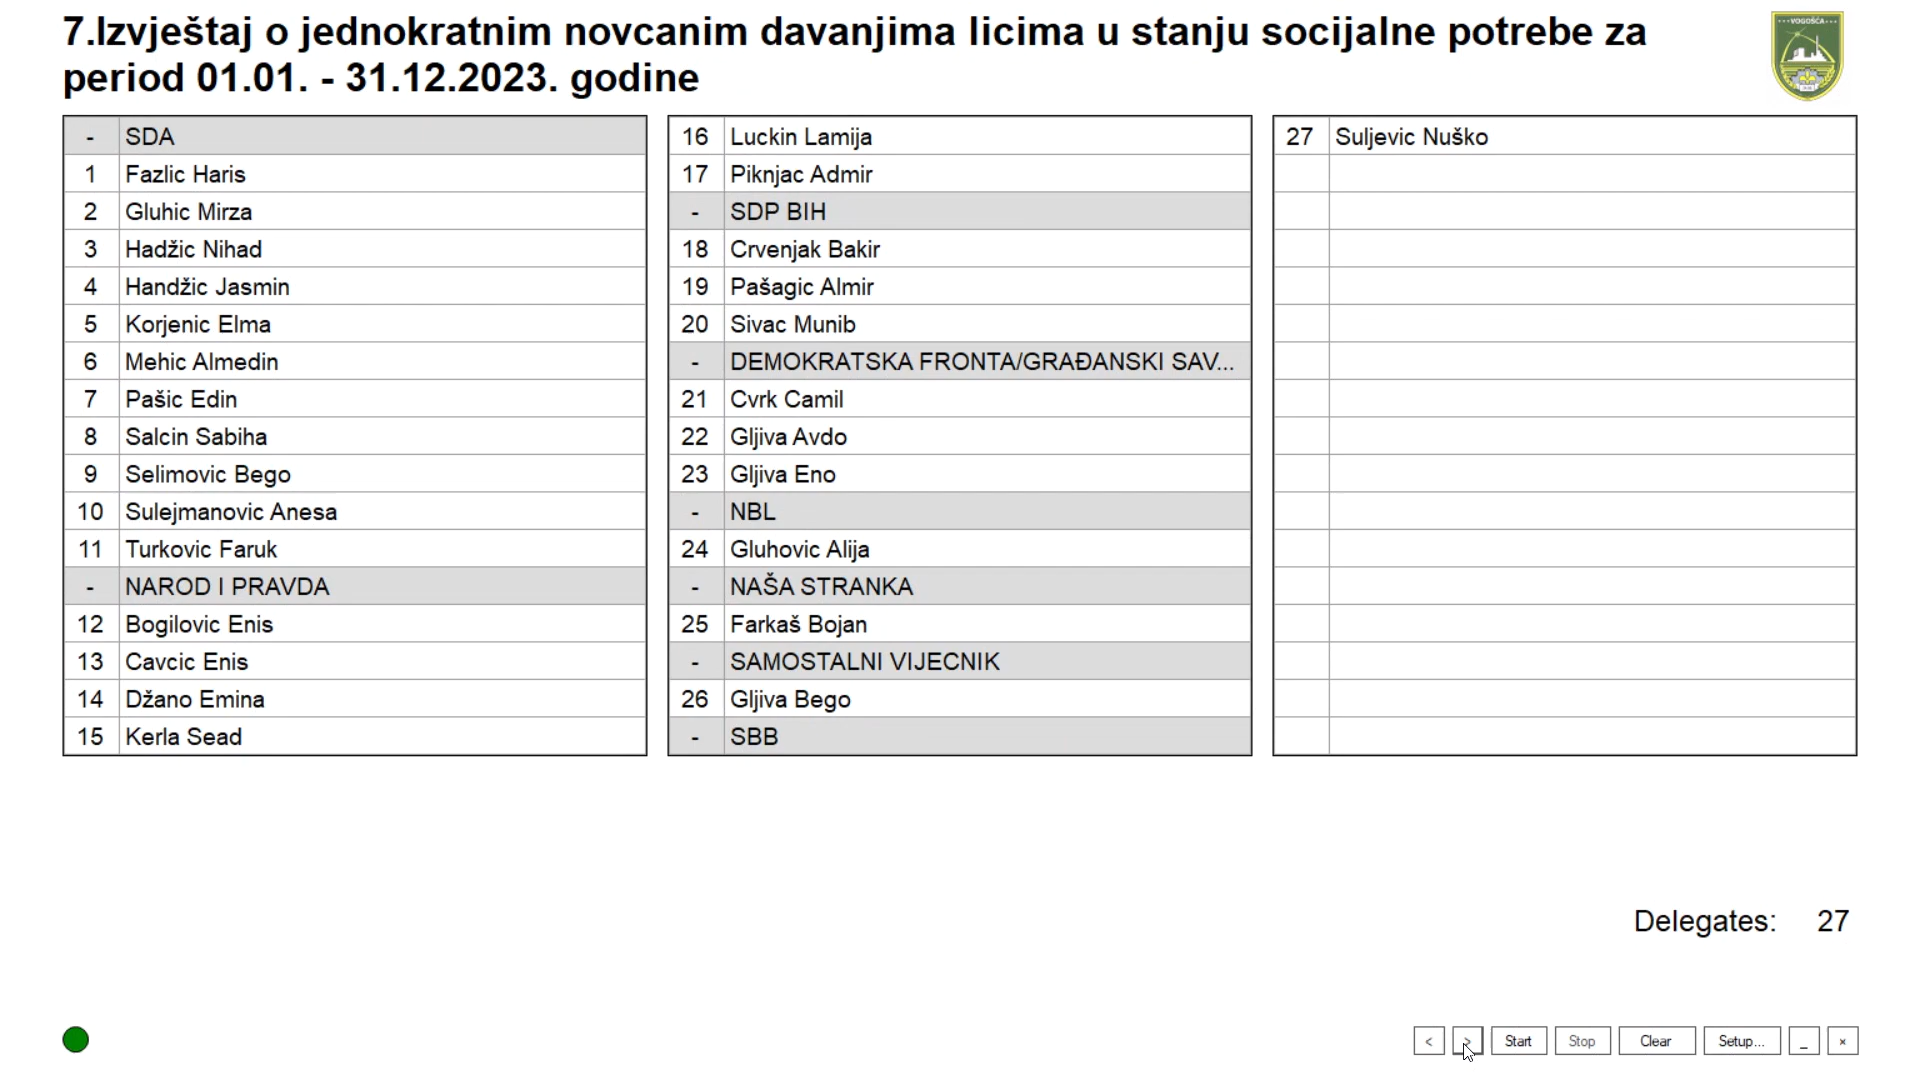 7.Izvještaj o jednokratnim novcanim davanjima licima u stanju socijalne potrebe za
period 01.01. - 31.12.2023. godine
VOGOŠĆA
- SDA
1 Fazlic Haris
2 Gluhic Mirza
3 Hadžic Nihad
4 Handžic Jasmin
5 Korjenic Elma
6 Mehic Almedin
7 Pašic Edin
8 Salcin Sabiha
9 Selimovic Bego
10 Sulejmanovic Anesa
11 Turkovic Faruk
- NAROD I PRAVDA
12 Bogilovic Enis
13 Cavcic Enis
14 Džano Emina
15 Kerla Sead
16 Luckin Lamija
17 Piknjac Admir
- SDP BIH
18 Crvenjak Bakir
19 Pašagic Almir
20 Sivac Munib
- DEMOKRATSKA FRONTA/GRAĐANSKI SAV...
21 Cvrk Camil
22 Gljiva Avdo
23 Gljiva Eno
- NBL
24 Gluhovic Alija
- NAŠA STRANKA
25 Farkaš Bojan
- SAMOSTALNI VIJECNIK
26 Gljiva Bego
- SBB
27 Suljevic Nuško
Delegates: 27
< > Start Stop Clear Setup... _ ×